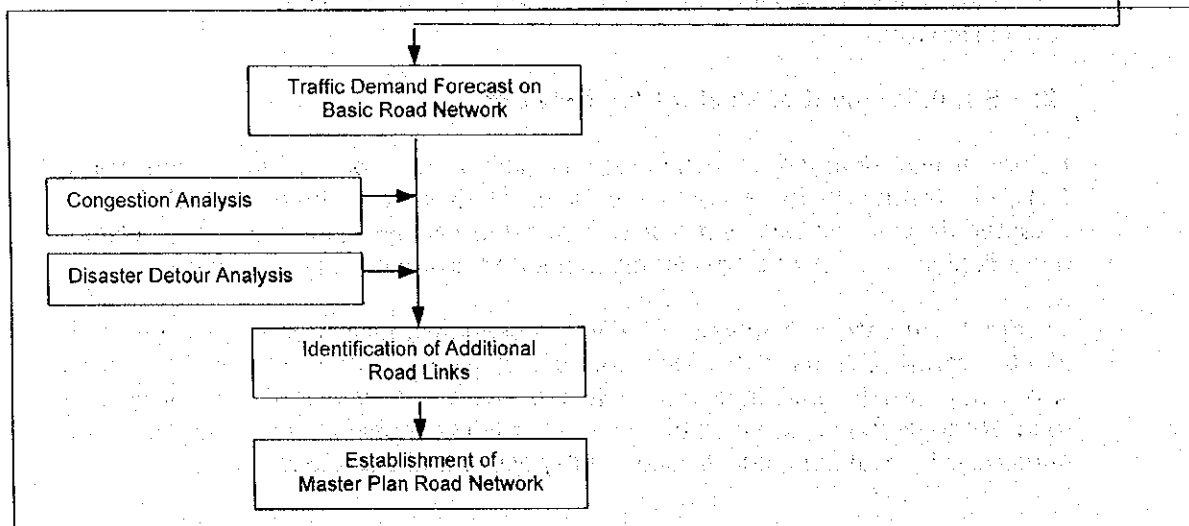 Traffic Demand Forecast on
Basic Road Network
Congestion Analysis
Disaster Detour Analysis
Identification of Additional
Road Links
Establishment of
Master Plan Road Network